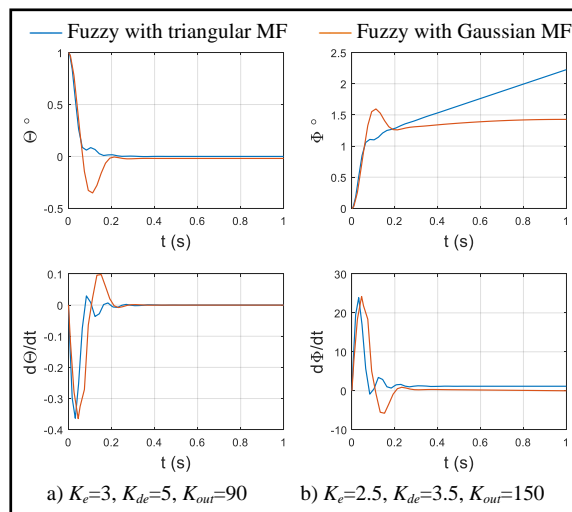 Fuzzy with triangular MF
Fuzzy with Gaussian MF
1
0.5
0
-0.5
Θ °
0 0.2 0.4 0.6 0.8 1
t (s)
2.5
2
1.5
1
0.5
0
Φ °
0 0.2 0.4 0.6 0.8 1
t (s)
0.1
0
-0.1
-0.2
-0.3
-0.4
dΘ/dt
0 0.2 0.4 0.6 0.8 1
t (s)
30
20
10
0
-10
dΦ/dt
0 0.2 0.4 0.6 0.8 1
t (s)
a) Ke=3, Kde=5, Kout=90
b) Ke=2.5, Kde=3.5, Kout=150